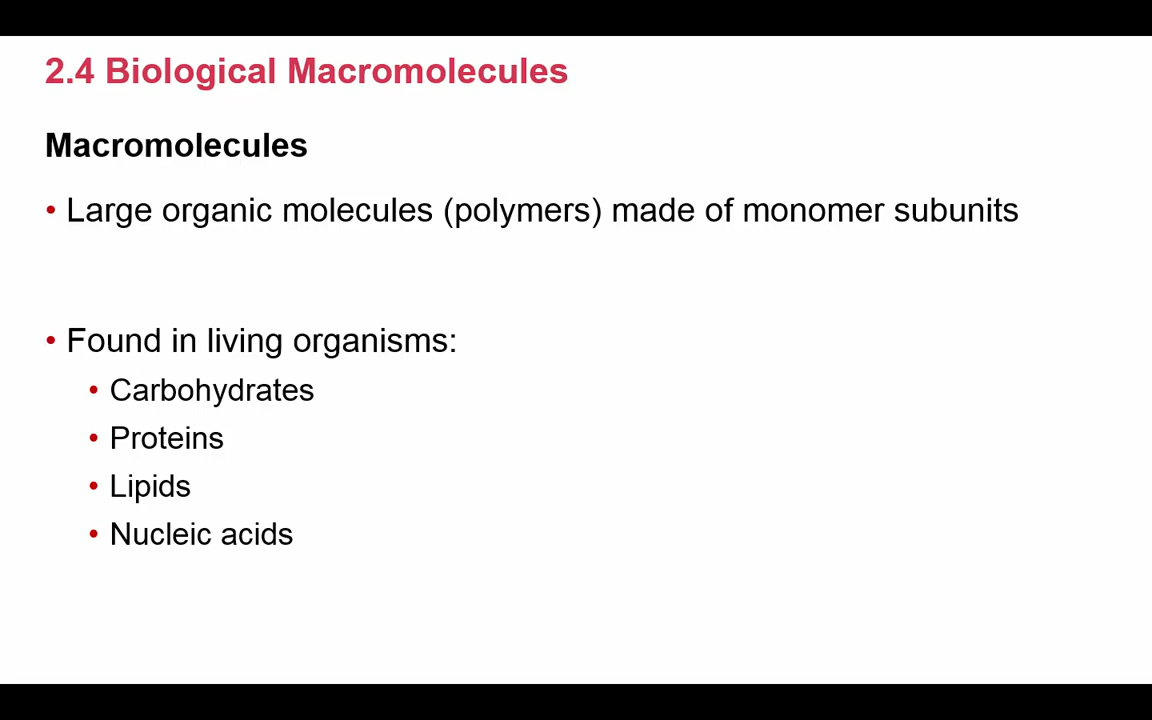 2.4 Biological Macromolecules
Macromolecules
• Large organic molecules (polymers) made of monomer subunits
• Found in living organisms:
• Carbohydrates
• Proteins
• Lipids
• Nucleic acids